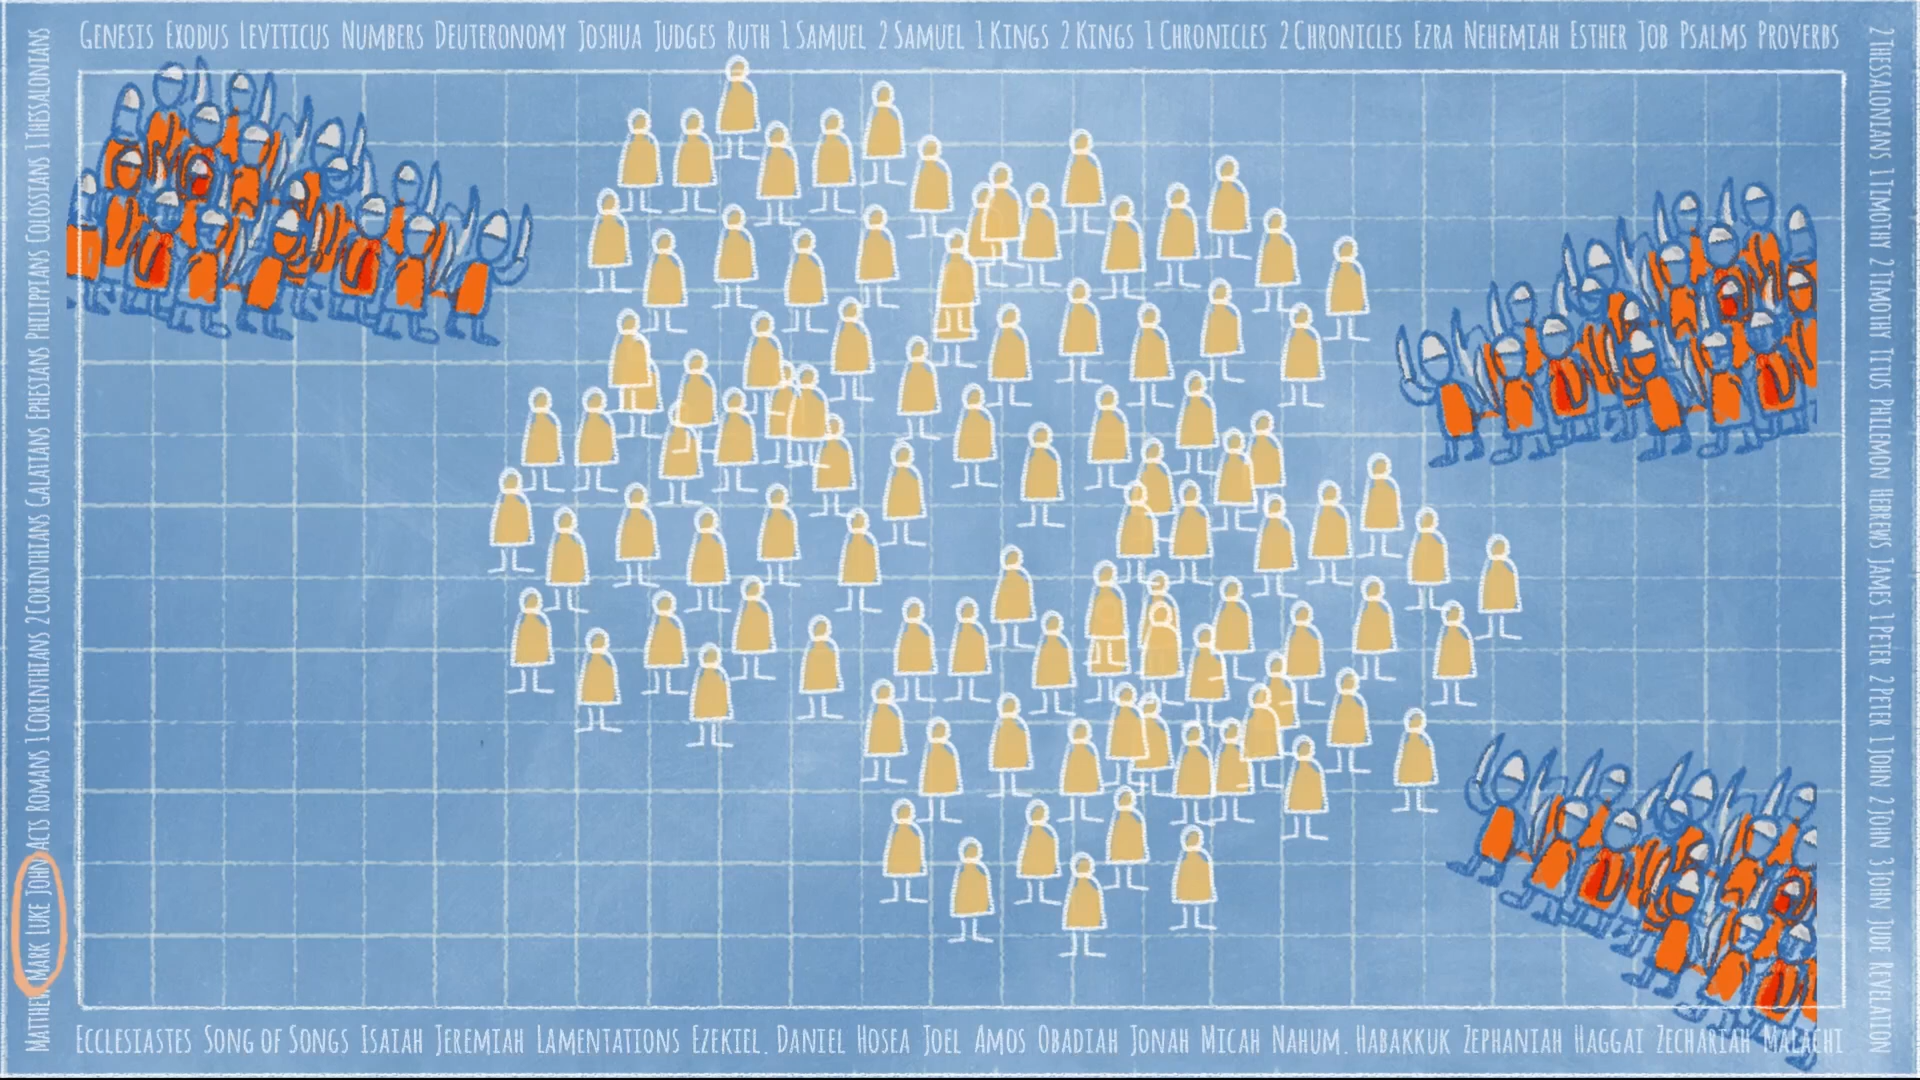 GENESIS EXODUS LEVITICUS NUMBERS DEUTERONOMY JOSHUA JUDGES RUTH 1 SAMUEL 2 SAMUEL 1 KINGS 2 KINGS 1 CHRONICLES 2 CHRONICLES EZRA NEHEMIAH ESTHER JOB PSALMS PROVERBS
ECCLESIASTES SONG OF SONGS ISAIAH JEREMIAH LAMENTATIONS EZEKIEL. DANIEL HOSEA JOEL AMOS OBADIAH JONAH MICAH NAHUM. HABAKKUK ZEPHANIAH HAGGAI ZECHARIAH MALACHI
MATTHEW MARK LUKE JOHN ACTS ROMANS 1 CORINTHIANS 2 CORINTHIANS GALATIANS EPHESIANS PHILIPPIANS COLOSSIANS 1 THESSALONIANS
2 THESSALONIANS 1 TIMOTHY 2 TIMOTHY TITUS PHILEMON HEBREWS JAMES 1 PETER 2 PETER 1 JOHN 2 JOHN 3 JOHN JUDE REVELATION